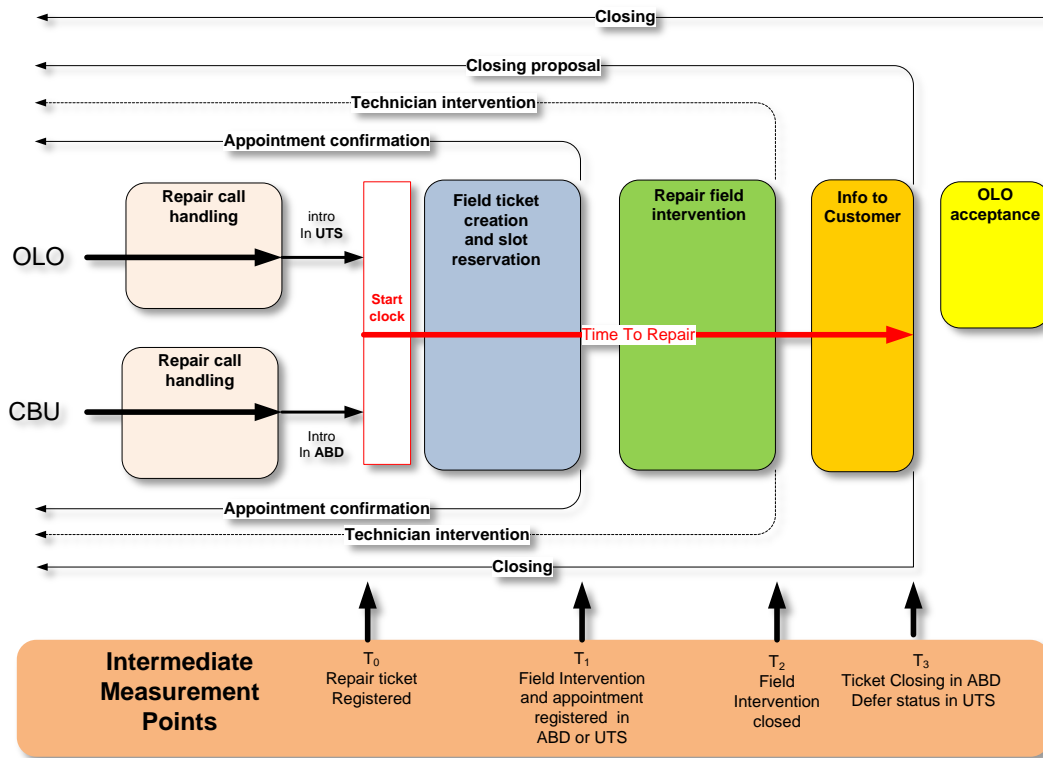 Closing
Closing proposal
Technician intervention
Appointment confirmation
OLO
Repair call
handling
intro
In UTS
Start
clock
Field ticket
creation
and slot
reservation
Repair field
intervention
Info to
Customer
OLO
acceptance
Time To Repair
CBU
Repair call
handling
Intro
In ABD
Appointment confirmation
Technician intervention
Closing
Intermediate
Measurement
Points
T0
Repair ticket
Registered
T1
Field Intervention
and appointment
registered in
ABD or UTS
T2
Field
Intervention
closed
T3
Ticket Closing in ABD
Defer status in UTS